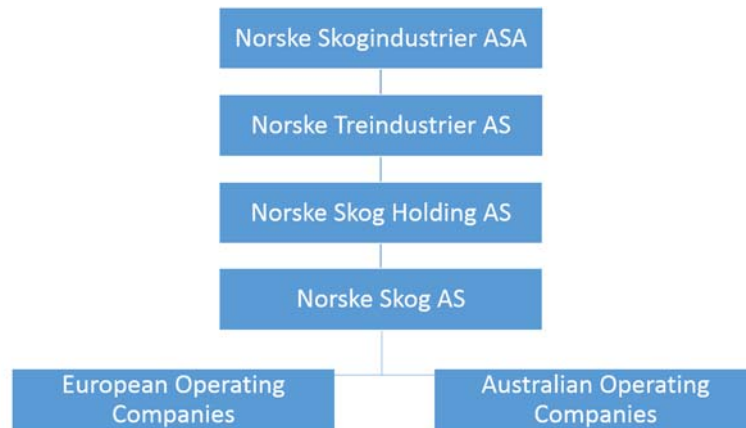 Norske Skogindustrier ASA
Norske Treindustrier AS
Norske Skog Holding AS
Norske Skog AS
European Operating
Companies
Australian Operating
Companies